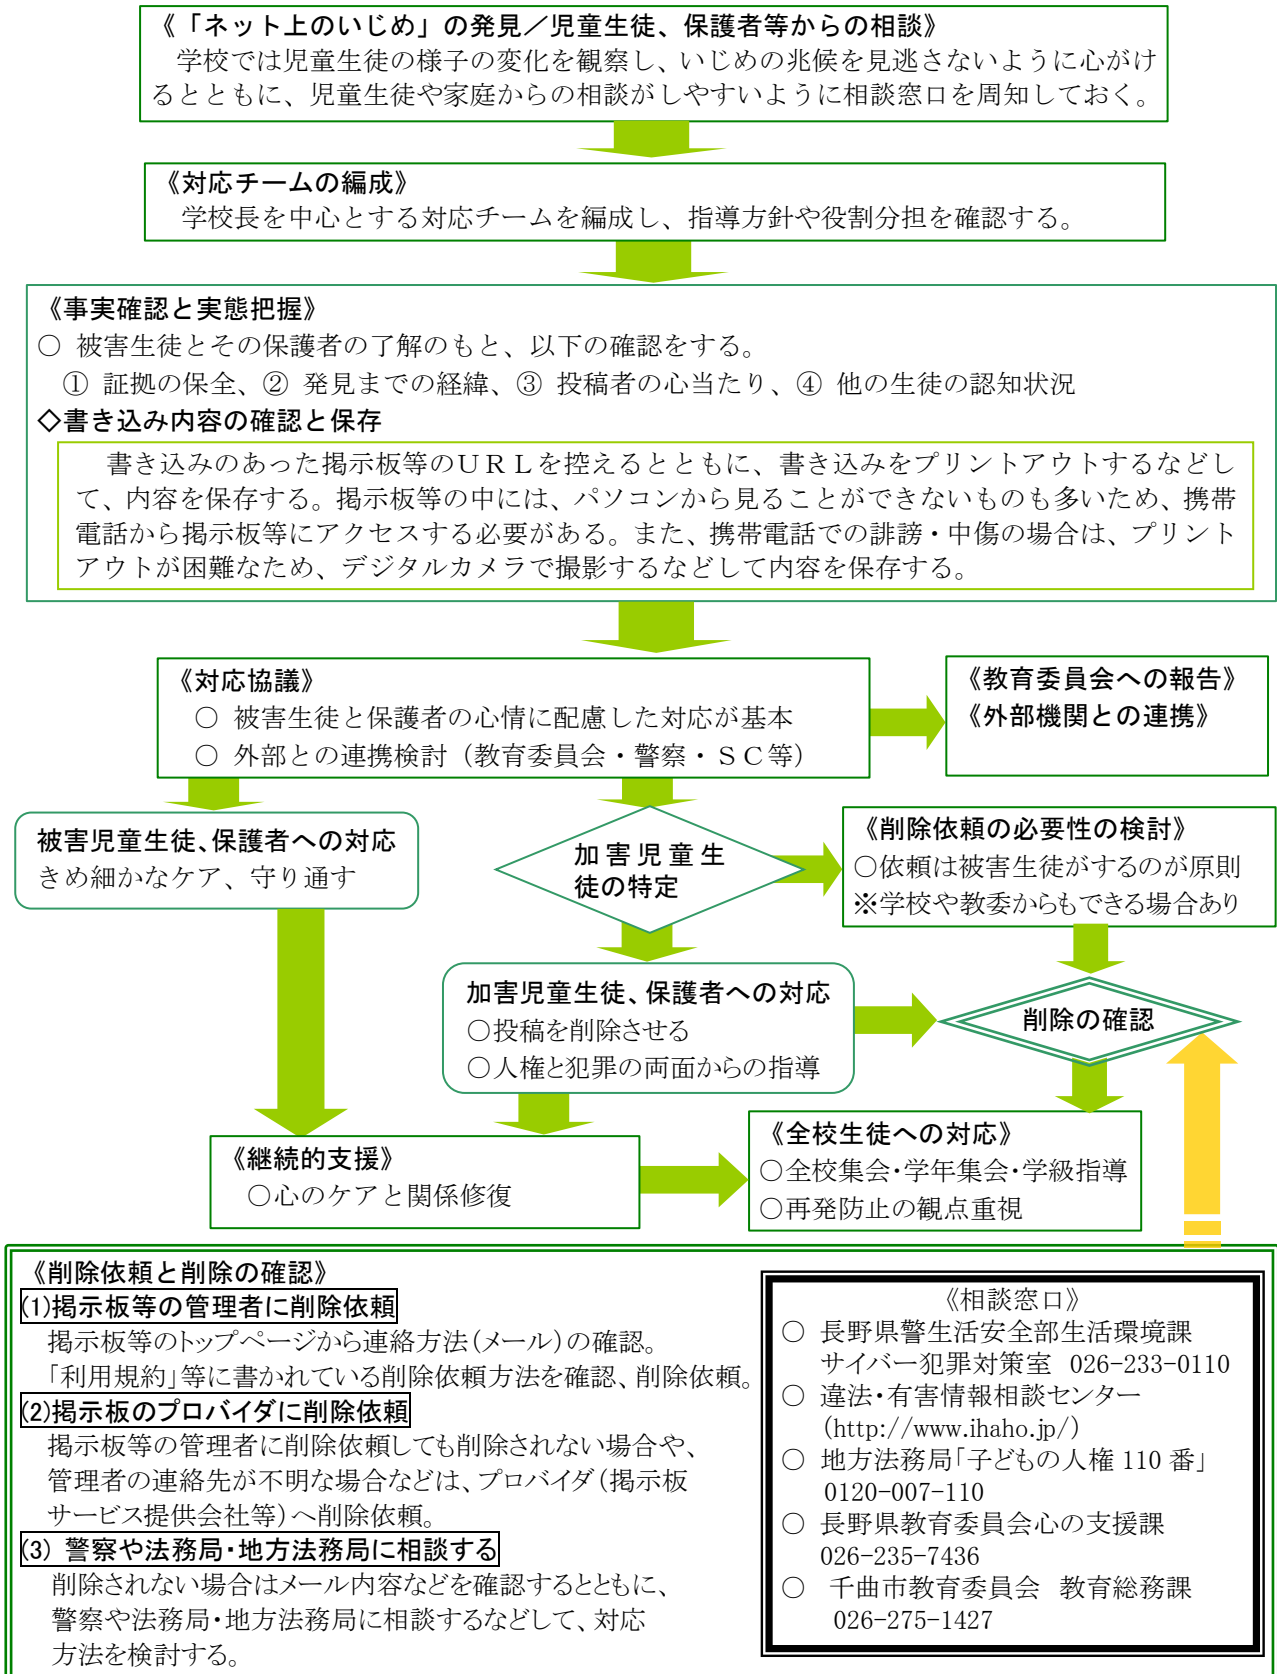 《「ネット上のいじめ」の発見／児童生徒、保護者等からの相談》
学校では児童生徒の様子の変化を観察し、いじめの兆候を見逃さないように心がけ
るとともに、児童生徒や家庭からの相談がしやすいように相談窓口を周知しておく。
《対応チームの編成》
学校長を中心とする対応チームを編成し、指導方針や役割分担を確認する。
《事実確認と実態把握》
○ 被害生徒とその保護者の了解のもと、以下の確認をする。
① 証拠の保全、② 発見までの経緯、③ 投稿者の心当たり、④ 他の生徒の認知状況
◇書き込み内容の確認と保存
書き込みのあった掲示板等のＵＲＬを控えるとともに、書き込みをプリントアウトするなどし
て、内容を保存する。掲示板等の中には、パソコンから見ることができないものも多いため、携帯
電話から掲示板等にアクセスする必要がある。また、携帯電話での誹謗・中傷の場合は、プリント
アウトが困難なため、デジタルカメラで撮影するなどして内容を保存する。
《対応協議》
○ 被害生徒と保護者の心情に配慮した対応が基本
○ 外部との連携検討（教育委員会・警察・ＳＣ等）
《教育委員会への報告》
《外部機関との連携》
被害児童生徒、保護者への対応
きめ細かなケア、守り通す
加害児童生
徒の特定
《削除依頼の必要性の検討》
○依頼は被害生徒がするのが原則
※学校や教委からもできる場合あり
加害児童生徒、保護者への対応
○投稿を削除させる
○人権と犯罪の両面からの指導
削除の確認
《継続的支援》
○心のケアと関係修復
《全校生徒への対応》
○全校集会・学年集会・学級指導
○再発防止の観点重視
《削除依頼と削除の確認》
(1)掲示板等の管理者に削除依頼
掲示板等のトップページから連絡方法（メール）の確認。
「利用規約」等に書かれている削除依頼方法を確認、削除依頼。
(2)掲示板のプロバイダに削除依頼
掲示板等の管理者に削除依頼しても削除されない場合や、
管理者の連絡先が不明な場合などは、プロバイダ（掲示板
サービス提供会社等）へ削除依頼。
(3) 警察や法務局・地方法務局に相談する
削除されない場合はメール内容などを確認するとともに、
警察や法務局・地方法務局に相談するなどして、対応
方法を検討する。
《相談窓口》
○ 長野県警生活安全部生活環境課
サイバー犯罪対策室 026-233-0110
○ 違法・有害情報相談センター
(http://www.ihaho.jp/)
○ 地方法務局「子どもの人権 110 番」
0120-007-110
○ 長野県教育委員会心の支援課
026-235-7436
○ 千曲市教育委員会 教育総務課
026-275-1427